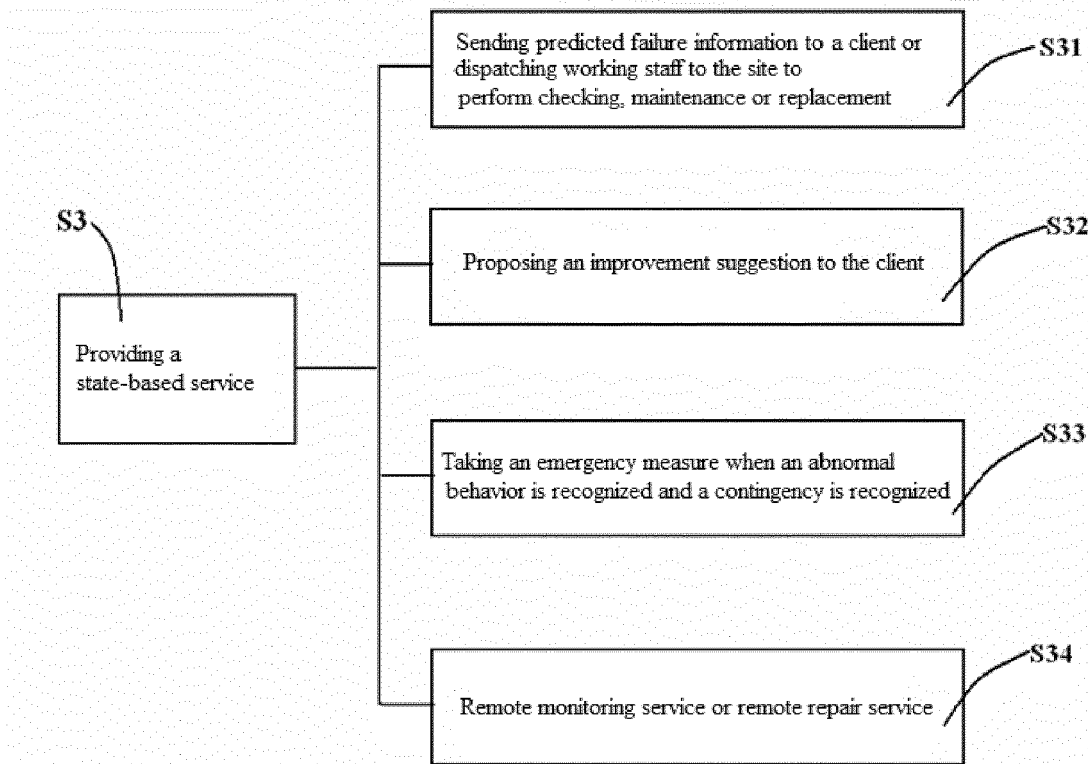 Sending predicted failure information to a client or
dispatching working staff to the site to
perform checking, maintenance or replacement
S31
S3
Providing a
state-based service
Proposing an improvement suggestion to the client
S32
Taking an emergency measure when an abnormal
behavior is recognized and a contingency is recognized
S33
Remote monitoring service or remote repair service
S34